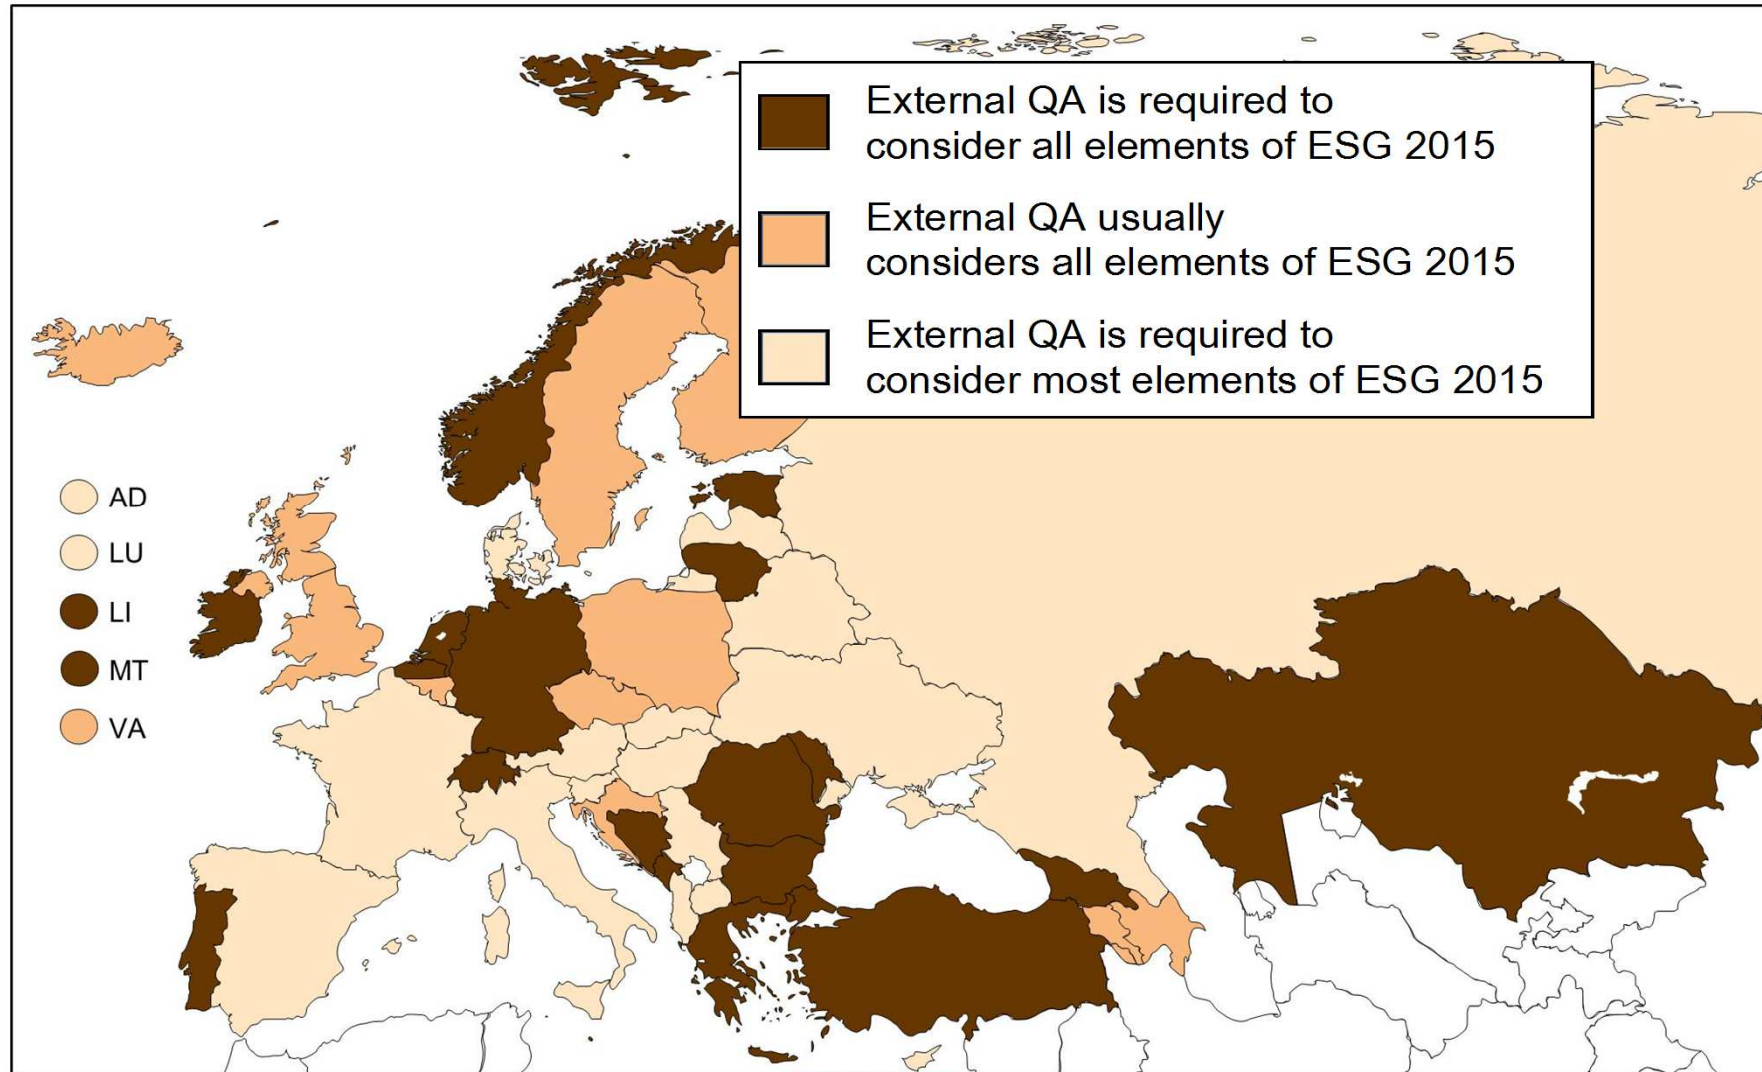 External QA is required to
consider all elements of ESG 2015
External QA usually
considers all elements of ESG 2015
External QA is required to
consider most elements of ESG 2015
AD
LU
LI
MT
VA